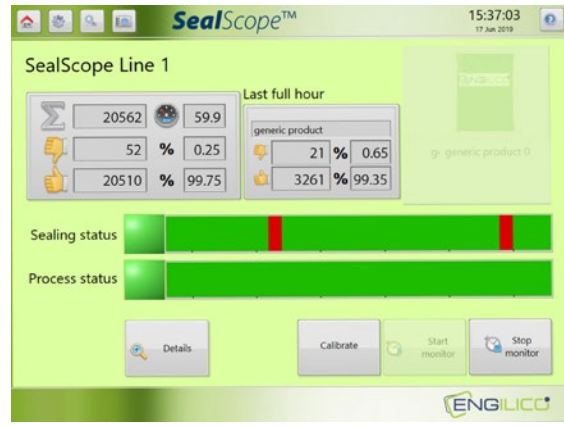 SealScope™
15:37:03
17 Jun 2019
SealScope Line 1
20562 59.9
52 % 0.25
20510 % 99.75
Last full hour
generic product
21 % 0.65
3261 % 99.35
ENGILICO
g- generic product 0
Sealing status
Process status
Details
Calibrate
Start monitor
Stop monitor
ENGILICO